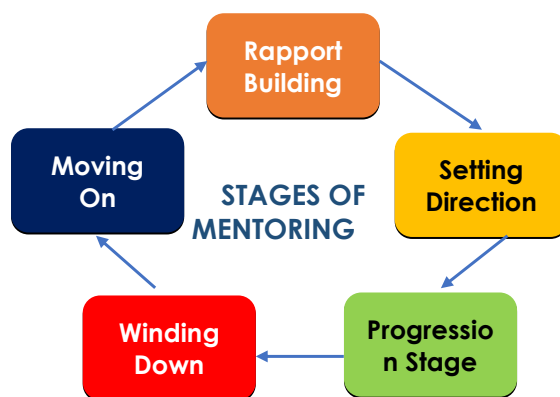 Rapport
Building
Setting
Direction
Progressio
n Stage
Winding
Down
Moving
On
STAGES OF
MENTORING